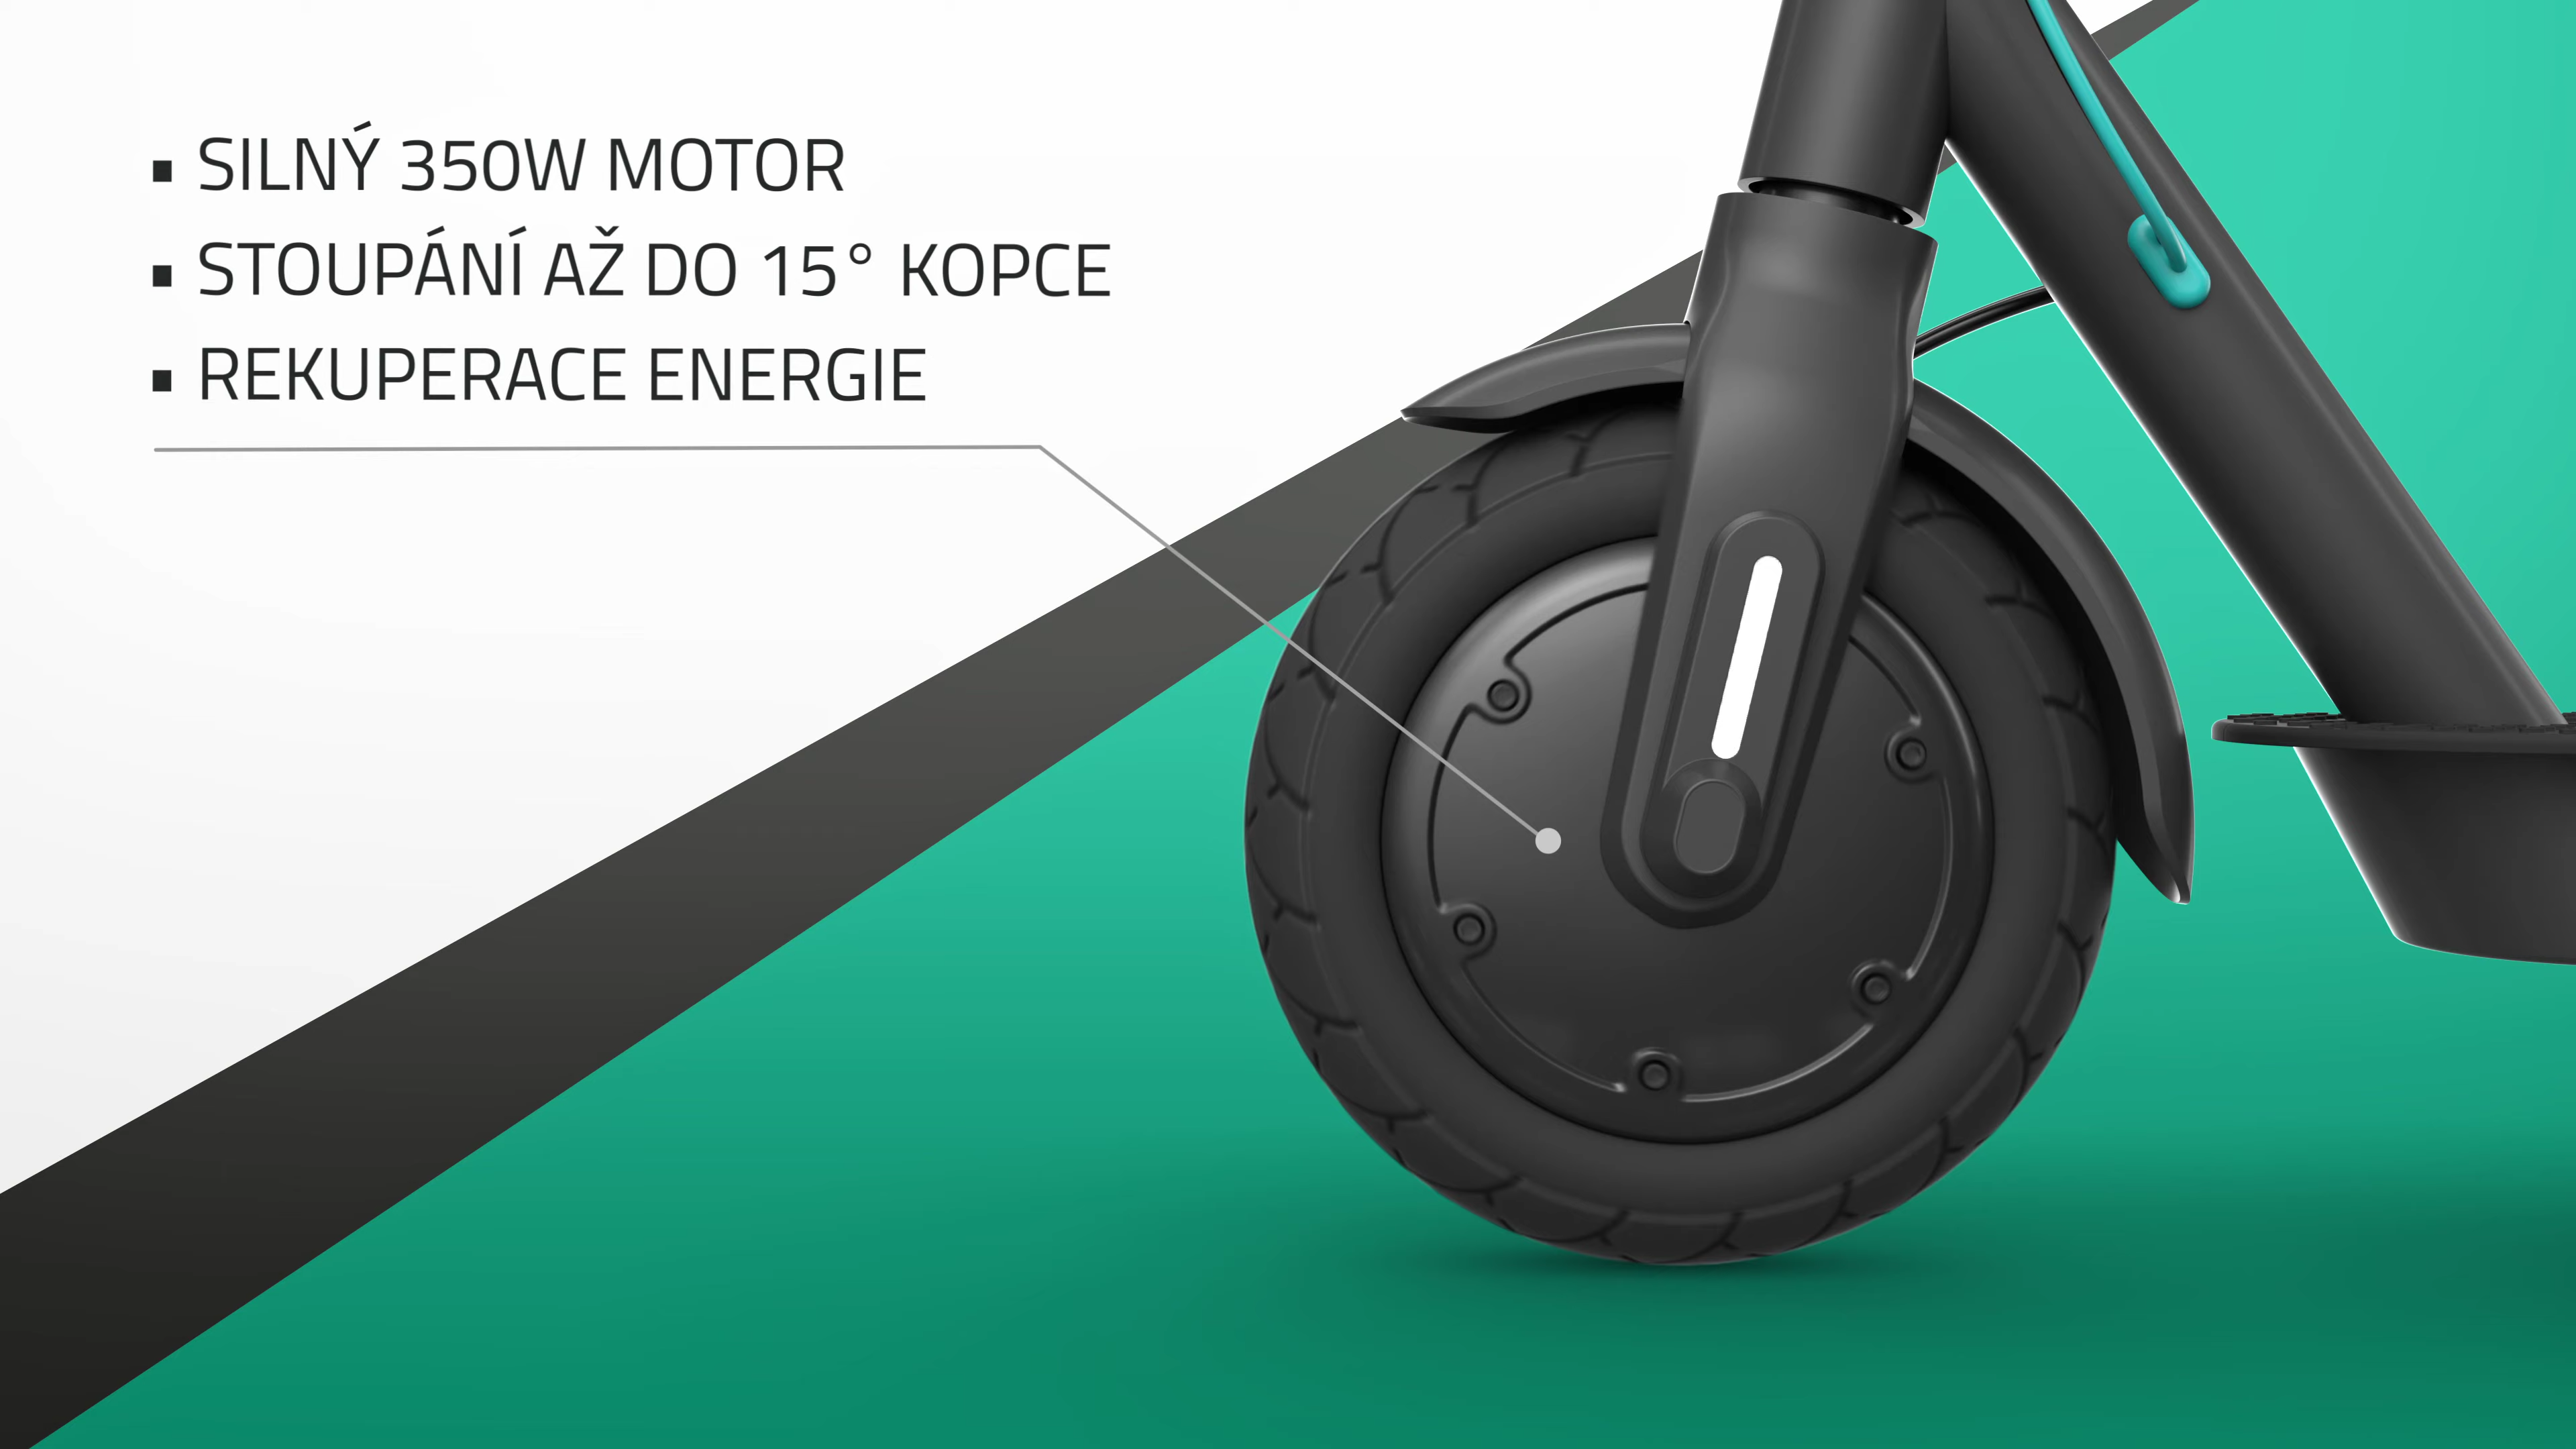 ▪ SILNÝ 350W MOTOR
▪ STOUPÁNÍ AŽ DO 15° KOPCE
▪ REKUPERACE ENERGIE